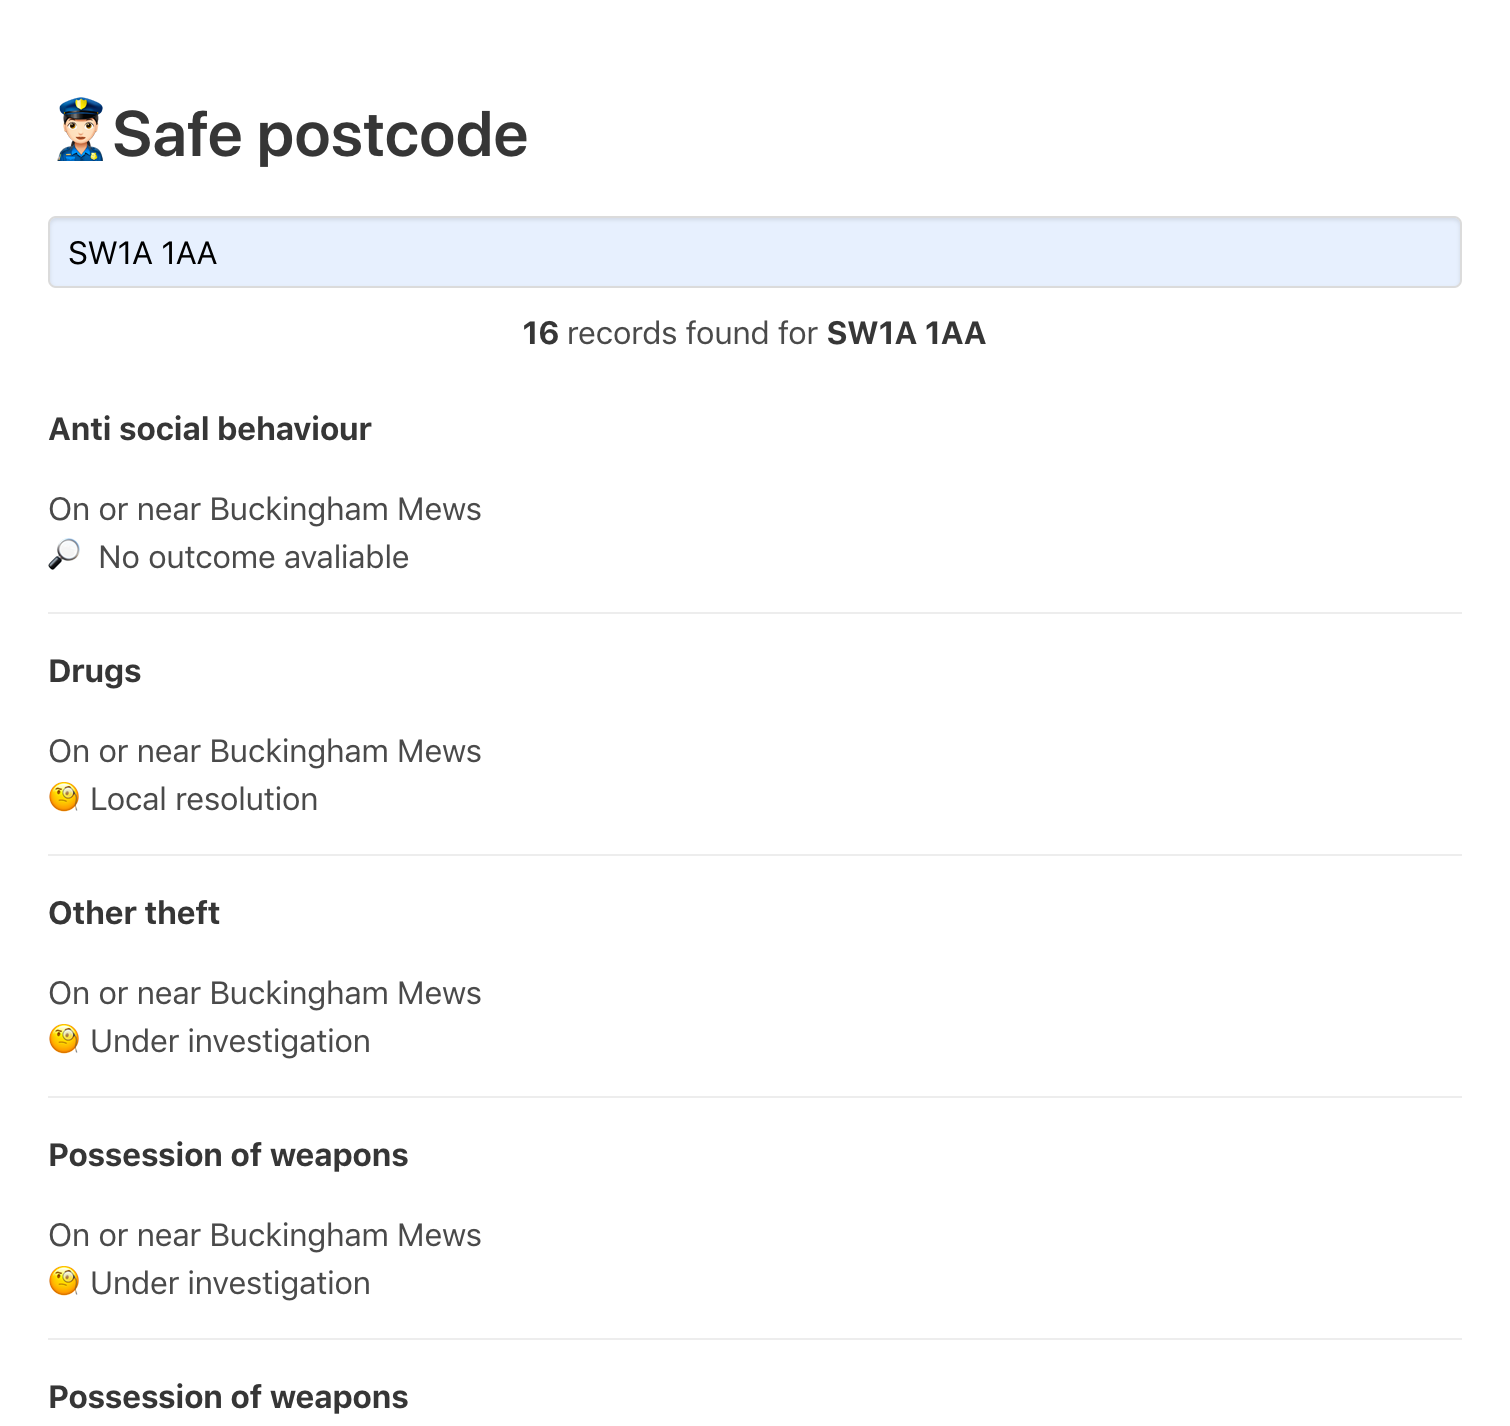 Safe postcode
SW1A 1AA
16 records found for SW1A 1AA
Anti social behaviour
On or near Buckingham Mews
No outcome avaliable
Drugs
On or near Buckingham Mews
Local resolution
Other theft
On or near Buckingham Mews
Under investigation
Possession of weapons
On or near Buckingham Mews
Under investigation
Possession of weapons